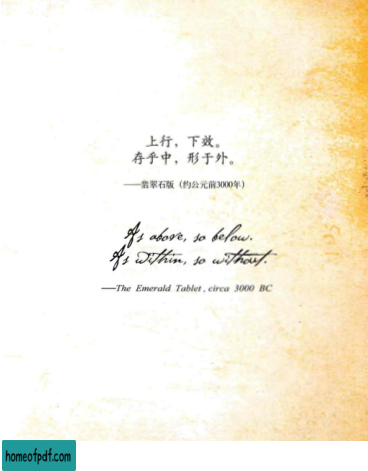 上行，下效。
存乎中，形于外。
——翡翠石版（约公元前3000年）
As above, so below.
As within, so without.
——The Emerald Tablet, circa 3000 BC
homeofpdf.com